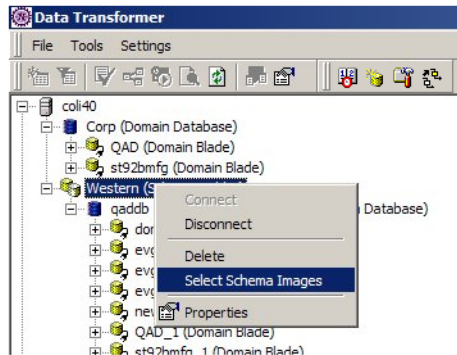 Data Transformer
File Tools Settings
coli40
Corp (Domain Database)
QAD (Domain Blade)
st92bmfg (Domain Blade)
Western
qaddb Database)
Connect
Disconnect
Delete
Select Schema Images
Properties
QAD_1 (Domain Blade)
st92bmfg_1 (Domain Blade)